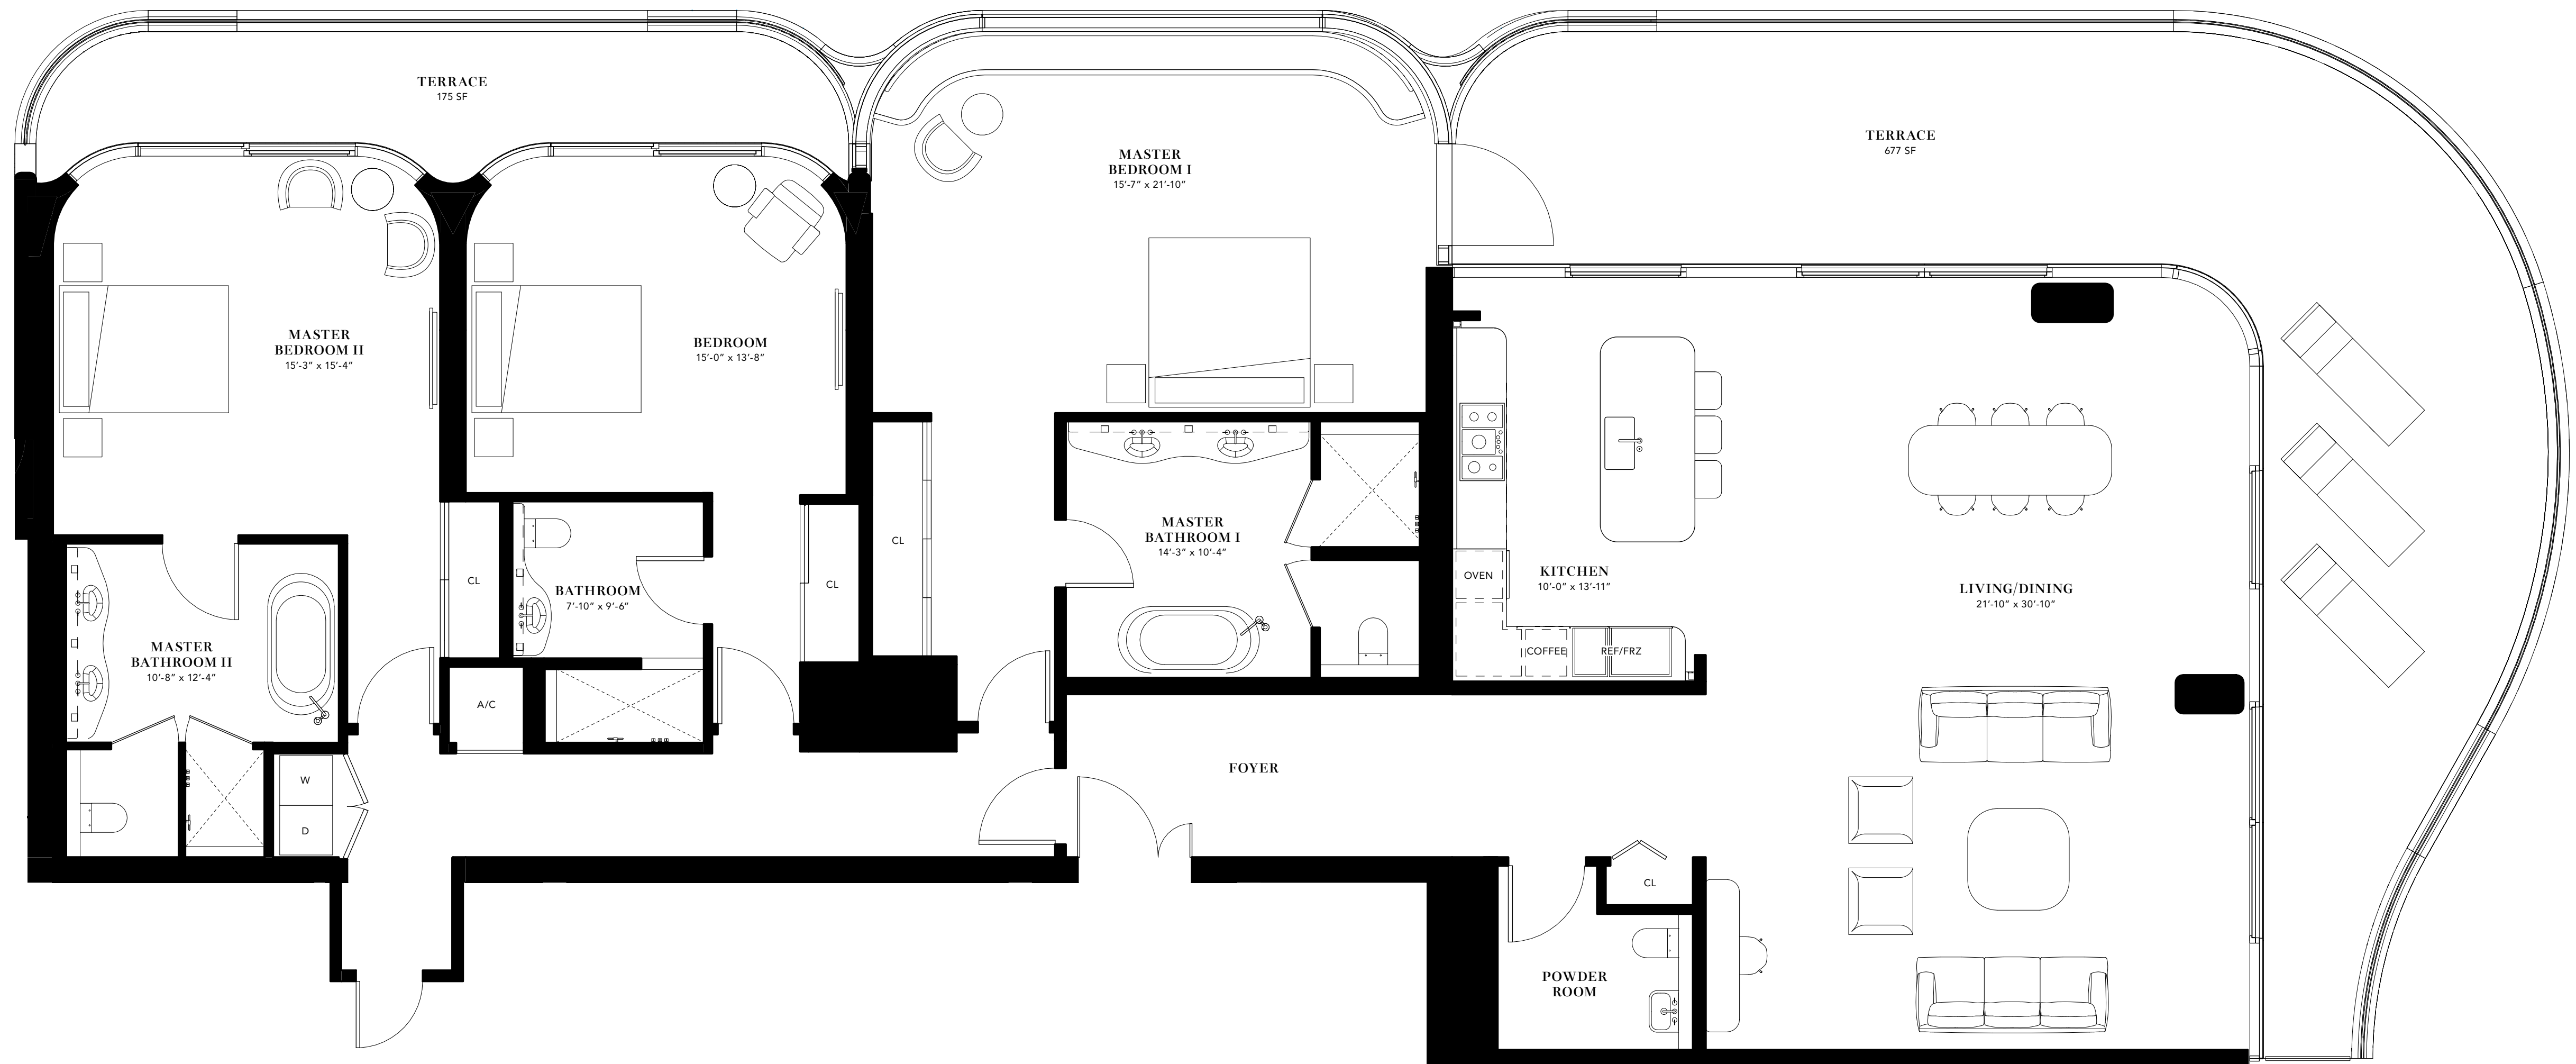 TERRACE
175 SF
TERRACE
677 SF
MASTER
BEDROOM I
15'-7" x 21'-10"
MASTER
BEDROOM II
15'-3" x 15'-4"
BEDROOM
15'-0" x 13'-8"
MASTER
BATHROOM I
14'-3" x 10'-4"
CL
CL
CL
BATHROOM
7'-10" x 9'-6"
OVEN
KITCHEN
10'-0" x 13'-11"
LIVING/DINING
21'-10" x 30'-10"
MASTER
BATHROOM II
10'-8" x 12'-4"
COFFEE
REF/FRZ
A/C
W
D
FOYER
CL
POWDER
ROOM